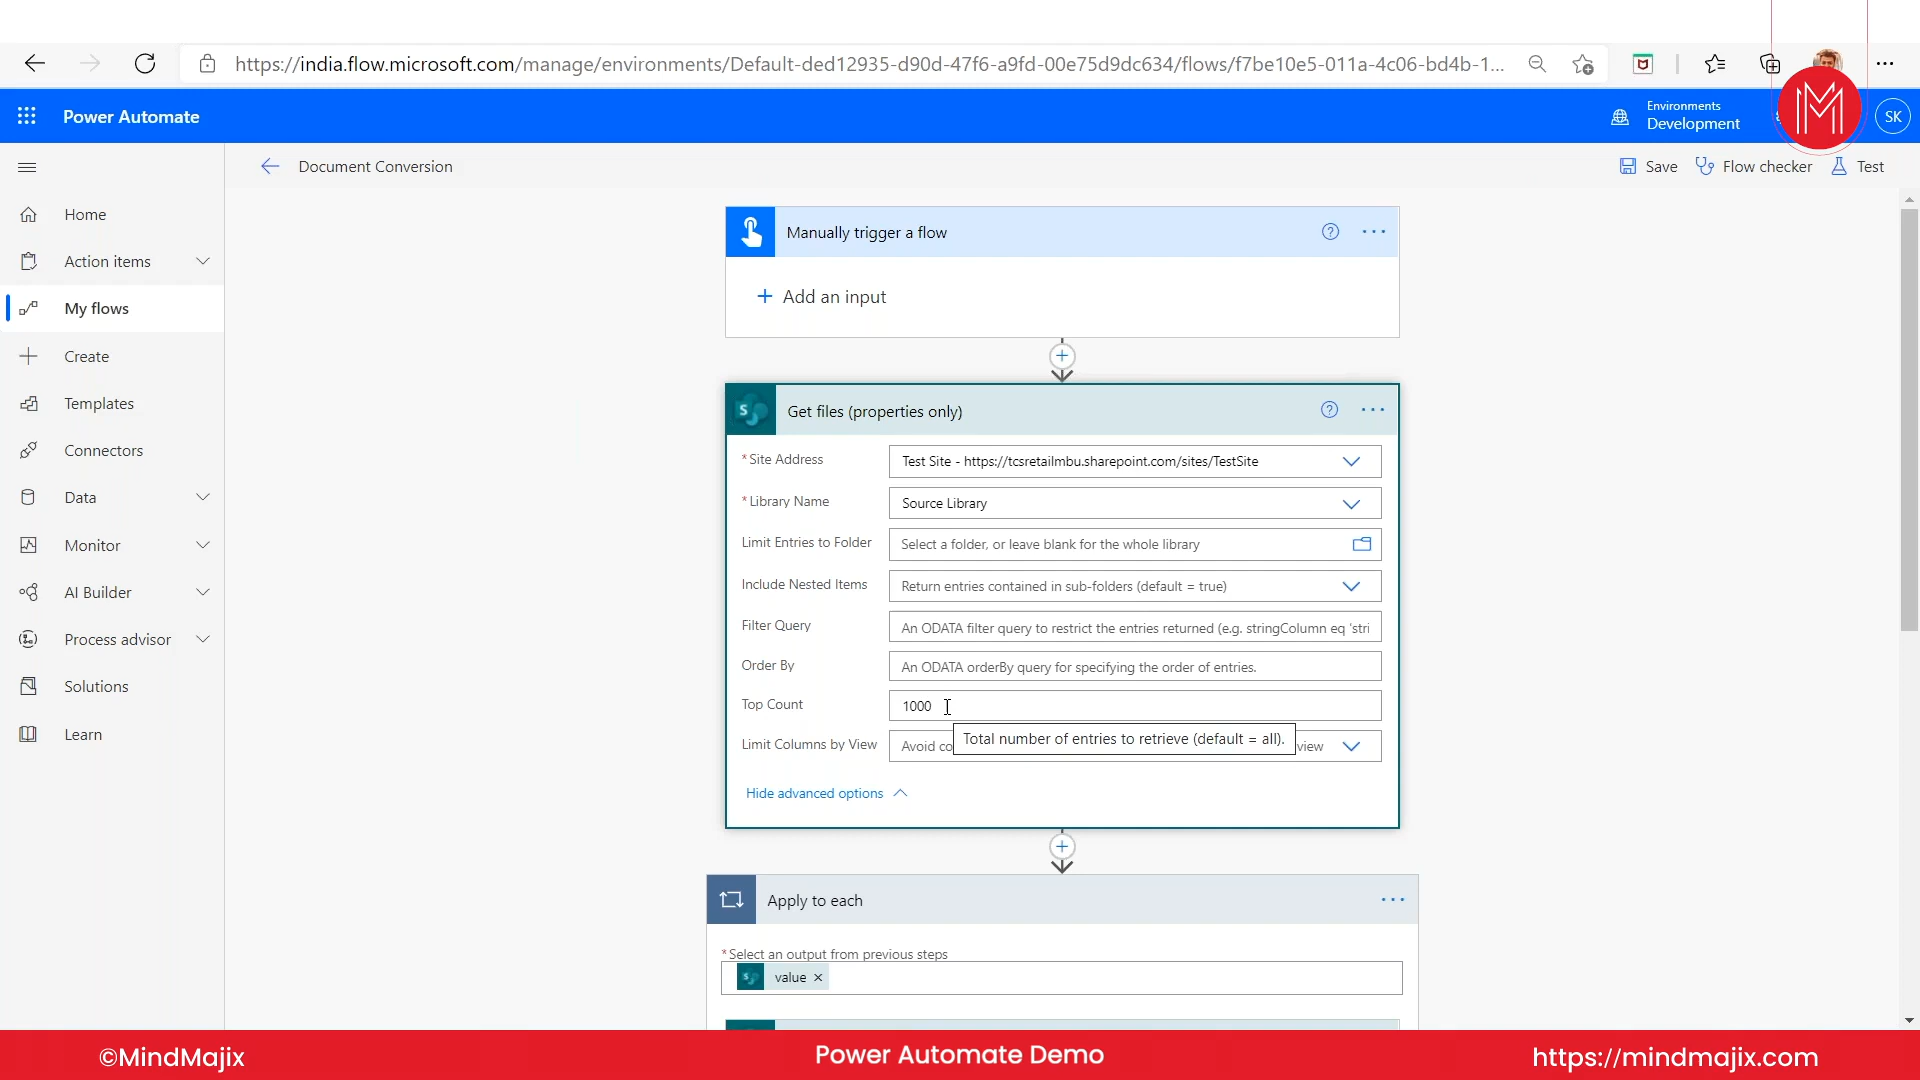 https://india.flow.microsoft.com/manage/environments/Default-ded12935-d90d-47f6-a9fd-00e75d9dc634/flows/f7be10e5-011a-4c06-bd4b-1...
Power Automate
Environments
Development
M
SK
Document Conversion
Save
Flow checker
Test
Home
Action items
My flows
Create
Templates
Connectors
Data
Monitor
AI Builder
Process advisor
Solutions
Learn
Manually trigger a flow
Add an input
Get files (properties only)
*Site Address
Test Site - https://tcsretailmbu.sharepoint.com/sites/TestSite
*Library Name
Source Library
Limit Entries to Folder
Select a folder, or leave blank for the whole library
Include Nested Items
Return entries contained in sub-folders (default = true)
Filter Query
An ODATA filter query to restrict the entries returned (e.g. stringColumn eq 'stri
Order By
An ODATA orderBy query for specifying the order of entries.
Top Count
1000
Total number of entries to retrieve (default = all).
Limit Columns by View
Avoid co
view
Hide advanced options
Apply to each
*Select an output from previous steps
value
©MindMajix
Power Automate Demo
https://mindmajix.com